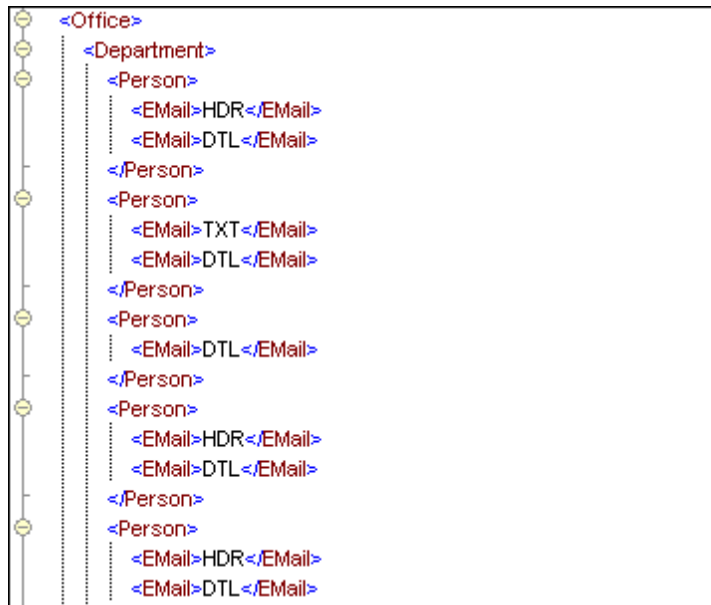 <Office>
<Department>
<Person>
<EMail>HDR</EMail>
<EMail>DTL</EMail>
</Person>
<Person>
<EMail>TXT</EMail>
<EMail>DTL</EMail>
</Person>
<Person>
<EMail>DTL</EMail>
</Person>
<Person>
<EMail>HDR</EMail>
<EMail>DTL</EMail>
</Person>
<Person>
<EMail>HDR</EMail>
<EMail>DTL</EMail>